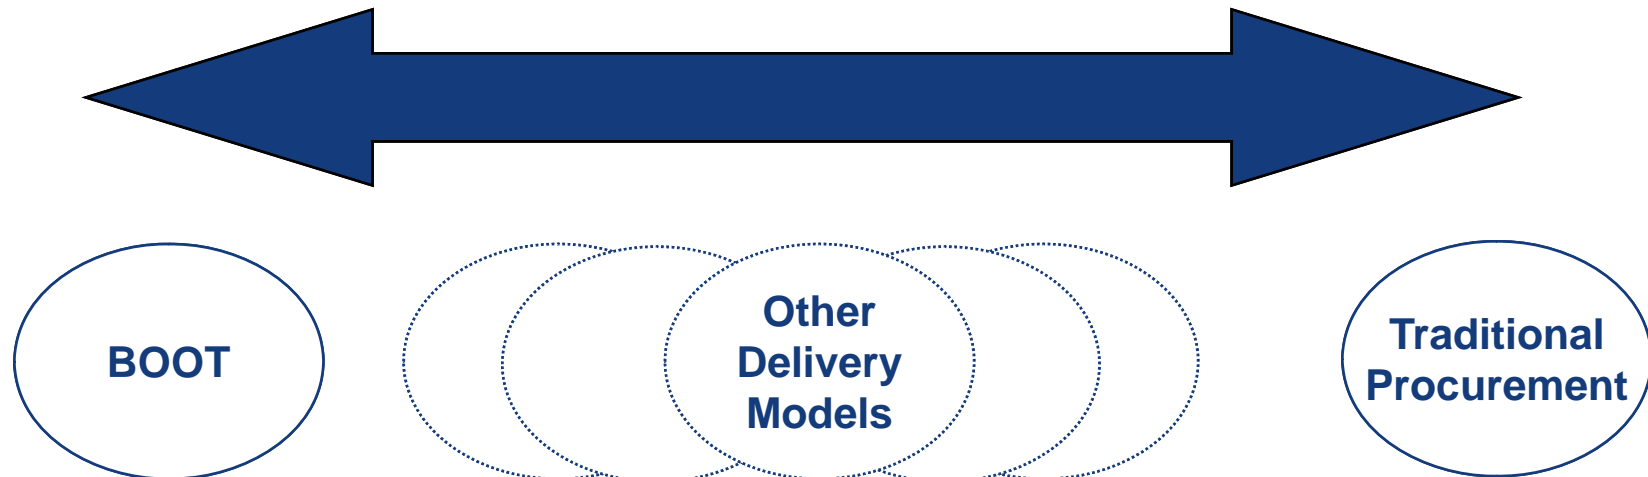 BOOT
Other
Delivery
Models
Traditional
Procurement